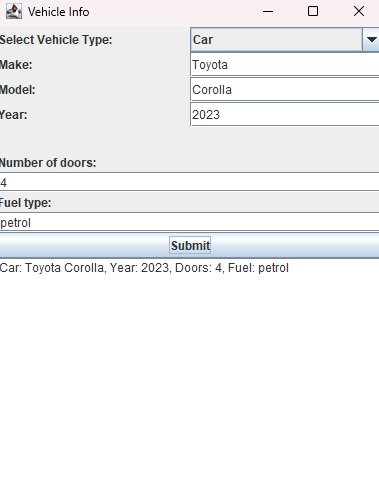 Vehicle Info
Select Vehicle Type: Car
Make: Toyota
Model: Corolla
Year: 2023
Number of doors:
4
Fuel type:
petrol
Submit
Car: Toyota Corolla, Year: 2023, Doors: 4, Fuel: petrol